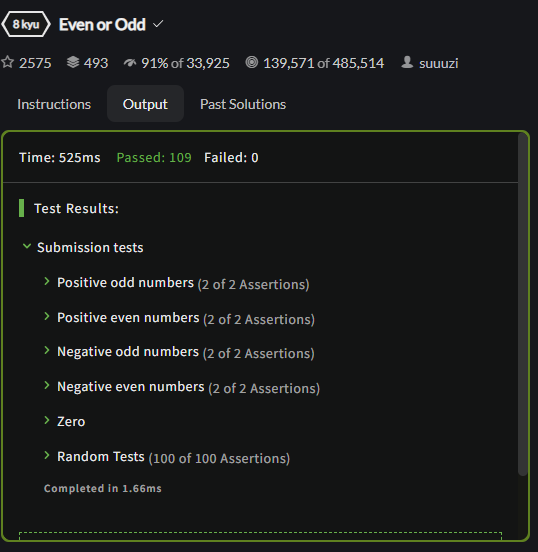 8 kyu Even or Odd
2575 493 91% of 33,925 139,571 of 485,514 suuuzi
Instructions Output Past Solutions
Time: 525ms Passed: 109 Failed: 0
Test Results:
Submission tests
Positive odd numbers (2 of 2 Assertions)
Positive even numbers (2 of 2 Assertions)
Negative odd numbers (2 of 2 Assertions)
Negative even numbers (2 of 2 Assertions)
Zero
Random Tests (100 of 100 Assertions)
Completed in 1.66ms